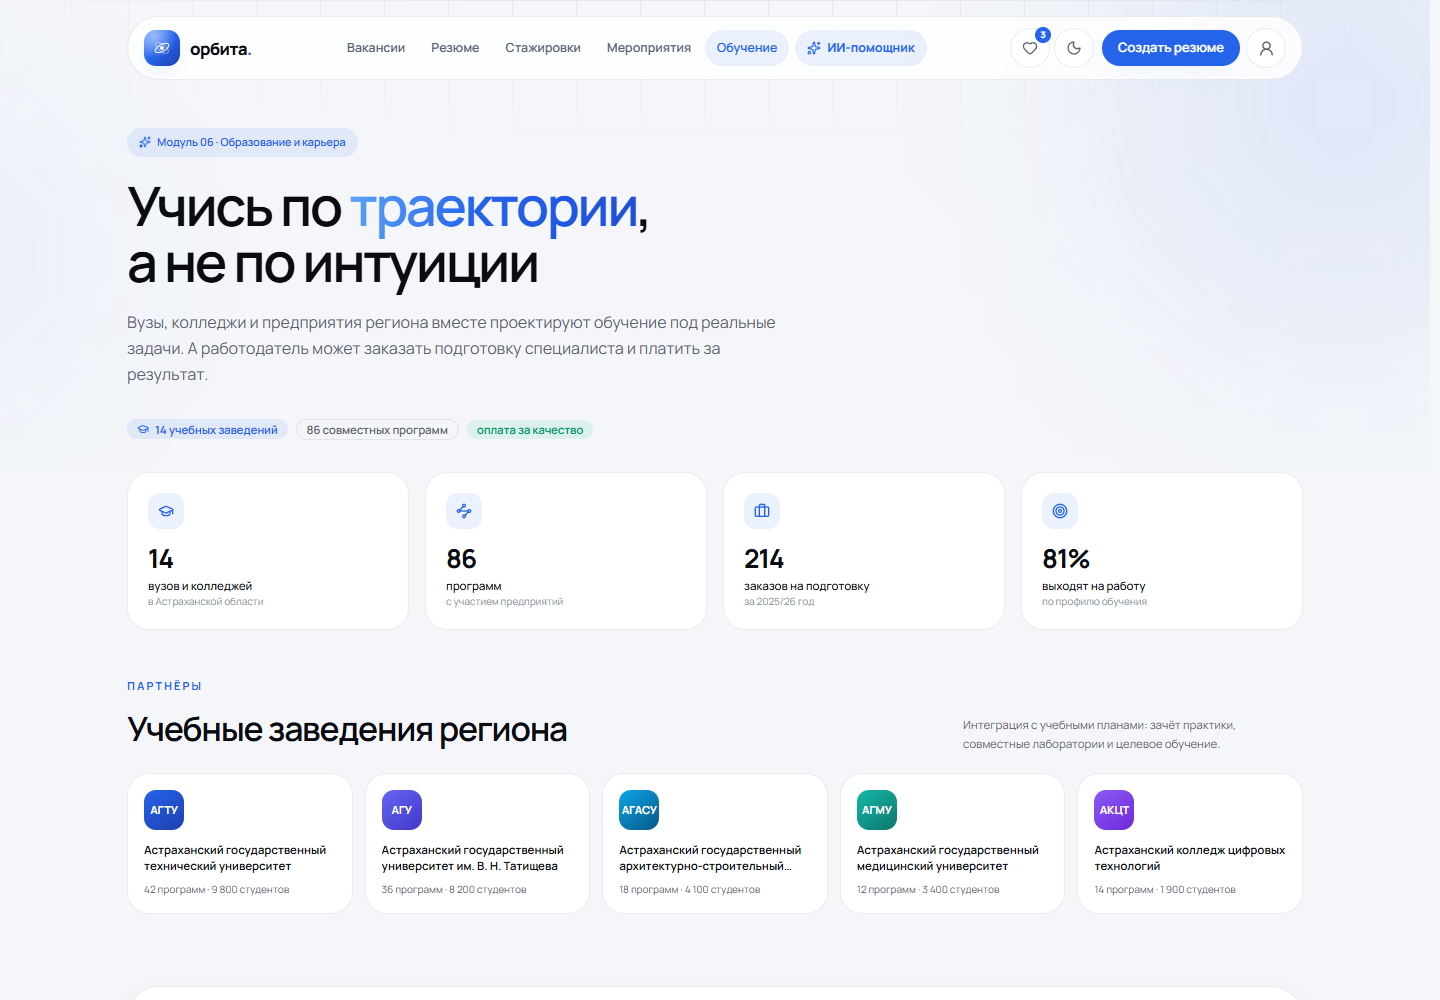 орбита.
Вакансии
Резюме
Стажировки
Мероприятия
Обучение
ИИ-помощник
3
Создать резюме
Модуль 06 · Образование и карьера
Учись по траектории,
а не по интуиции
Вузы, колледжи и предприятия региона вместе проектируют обучение под реальные
задачи. А работодатель может заказать подготовку специалиста и платить за
результат.
14 учебных заведений
86 совместных программ
оплата за качество
14
вузов и колледжей
в Астраханской области
86
программ
с участием предприятий
214
заказов на подготовку
за 2025/26 год
81%
выходят на работу
по профилю обучения
ПАРТНЁРЫ
Учебные заведения региона
Интеграция с учебными планами: зачёт практики,
совместные лаборатории и целевое обучение.
АГТУ
Астраханский государственный
технический университет
42 программ · 9 800 студентов
АГУ
Астраханский государственный
университет им. В. Н. Татищева
36 программ · 8 200 студентов
АГАСУ
Астраханский государственный
архитектурно-строительный…
18 программ · 4 100 студентов
АГМУ
Астраханский государственный
медицинский университет
12 программ · 3 400 студентов
АКЦТ
Астраханский колледж цифровых
технологий
14 программ · 1 900 студентов